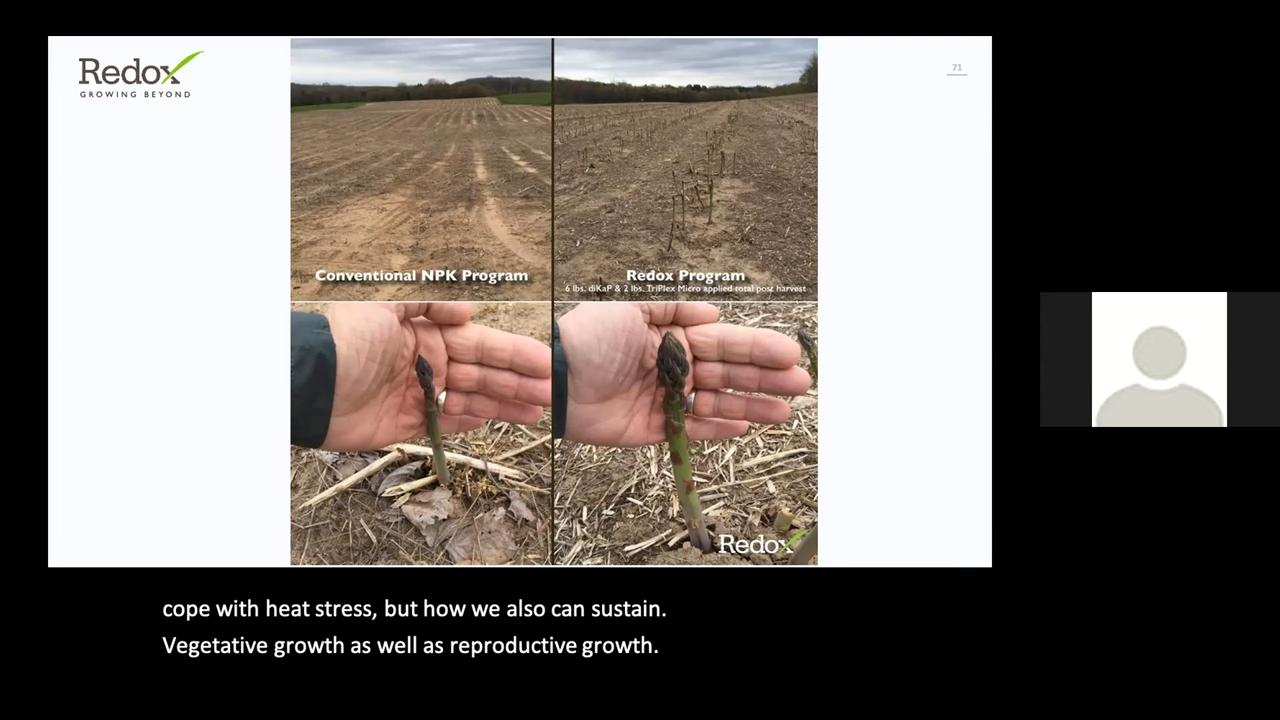 Redox
GROWING BEYOND
71
Conventional NPK Program
Redox Program
6 lbs. diKaP & 2 lbs. TriPlex Micro applied total post harvest
Redox
cope with heat stress, but how we also can sustain.
Vegetative growth as well as reproductive growth.